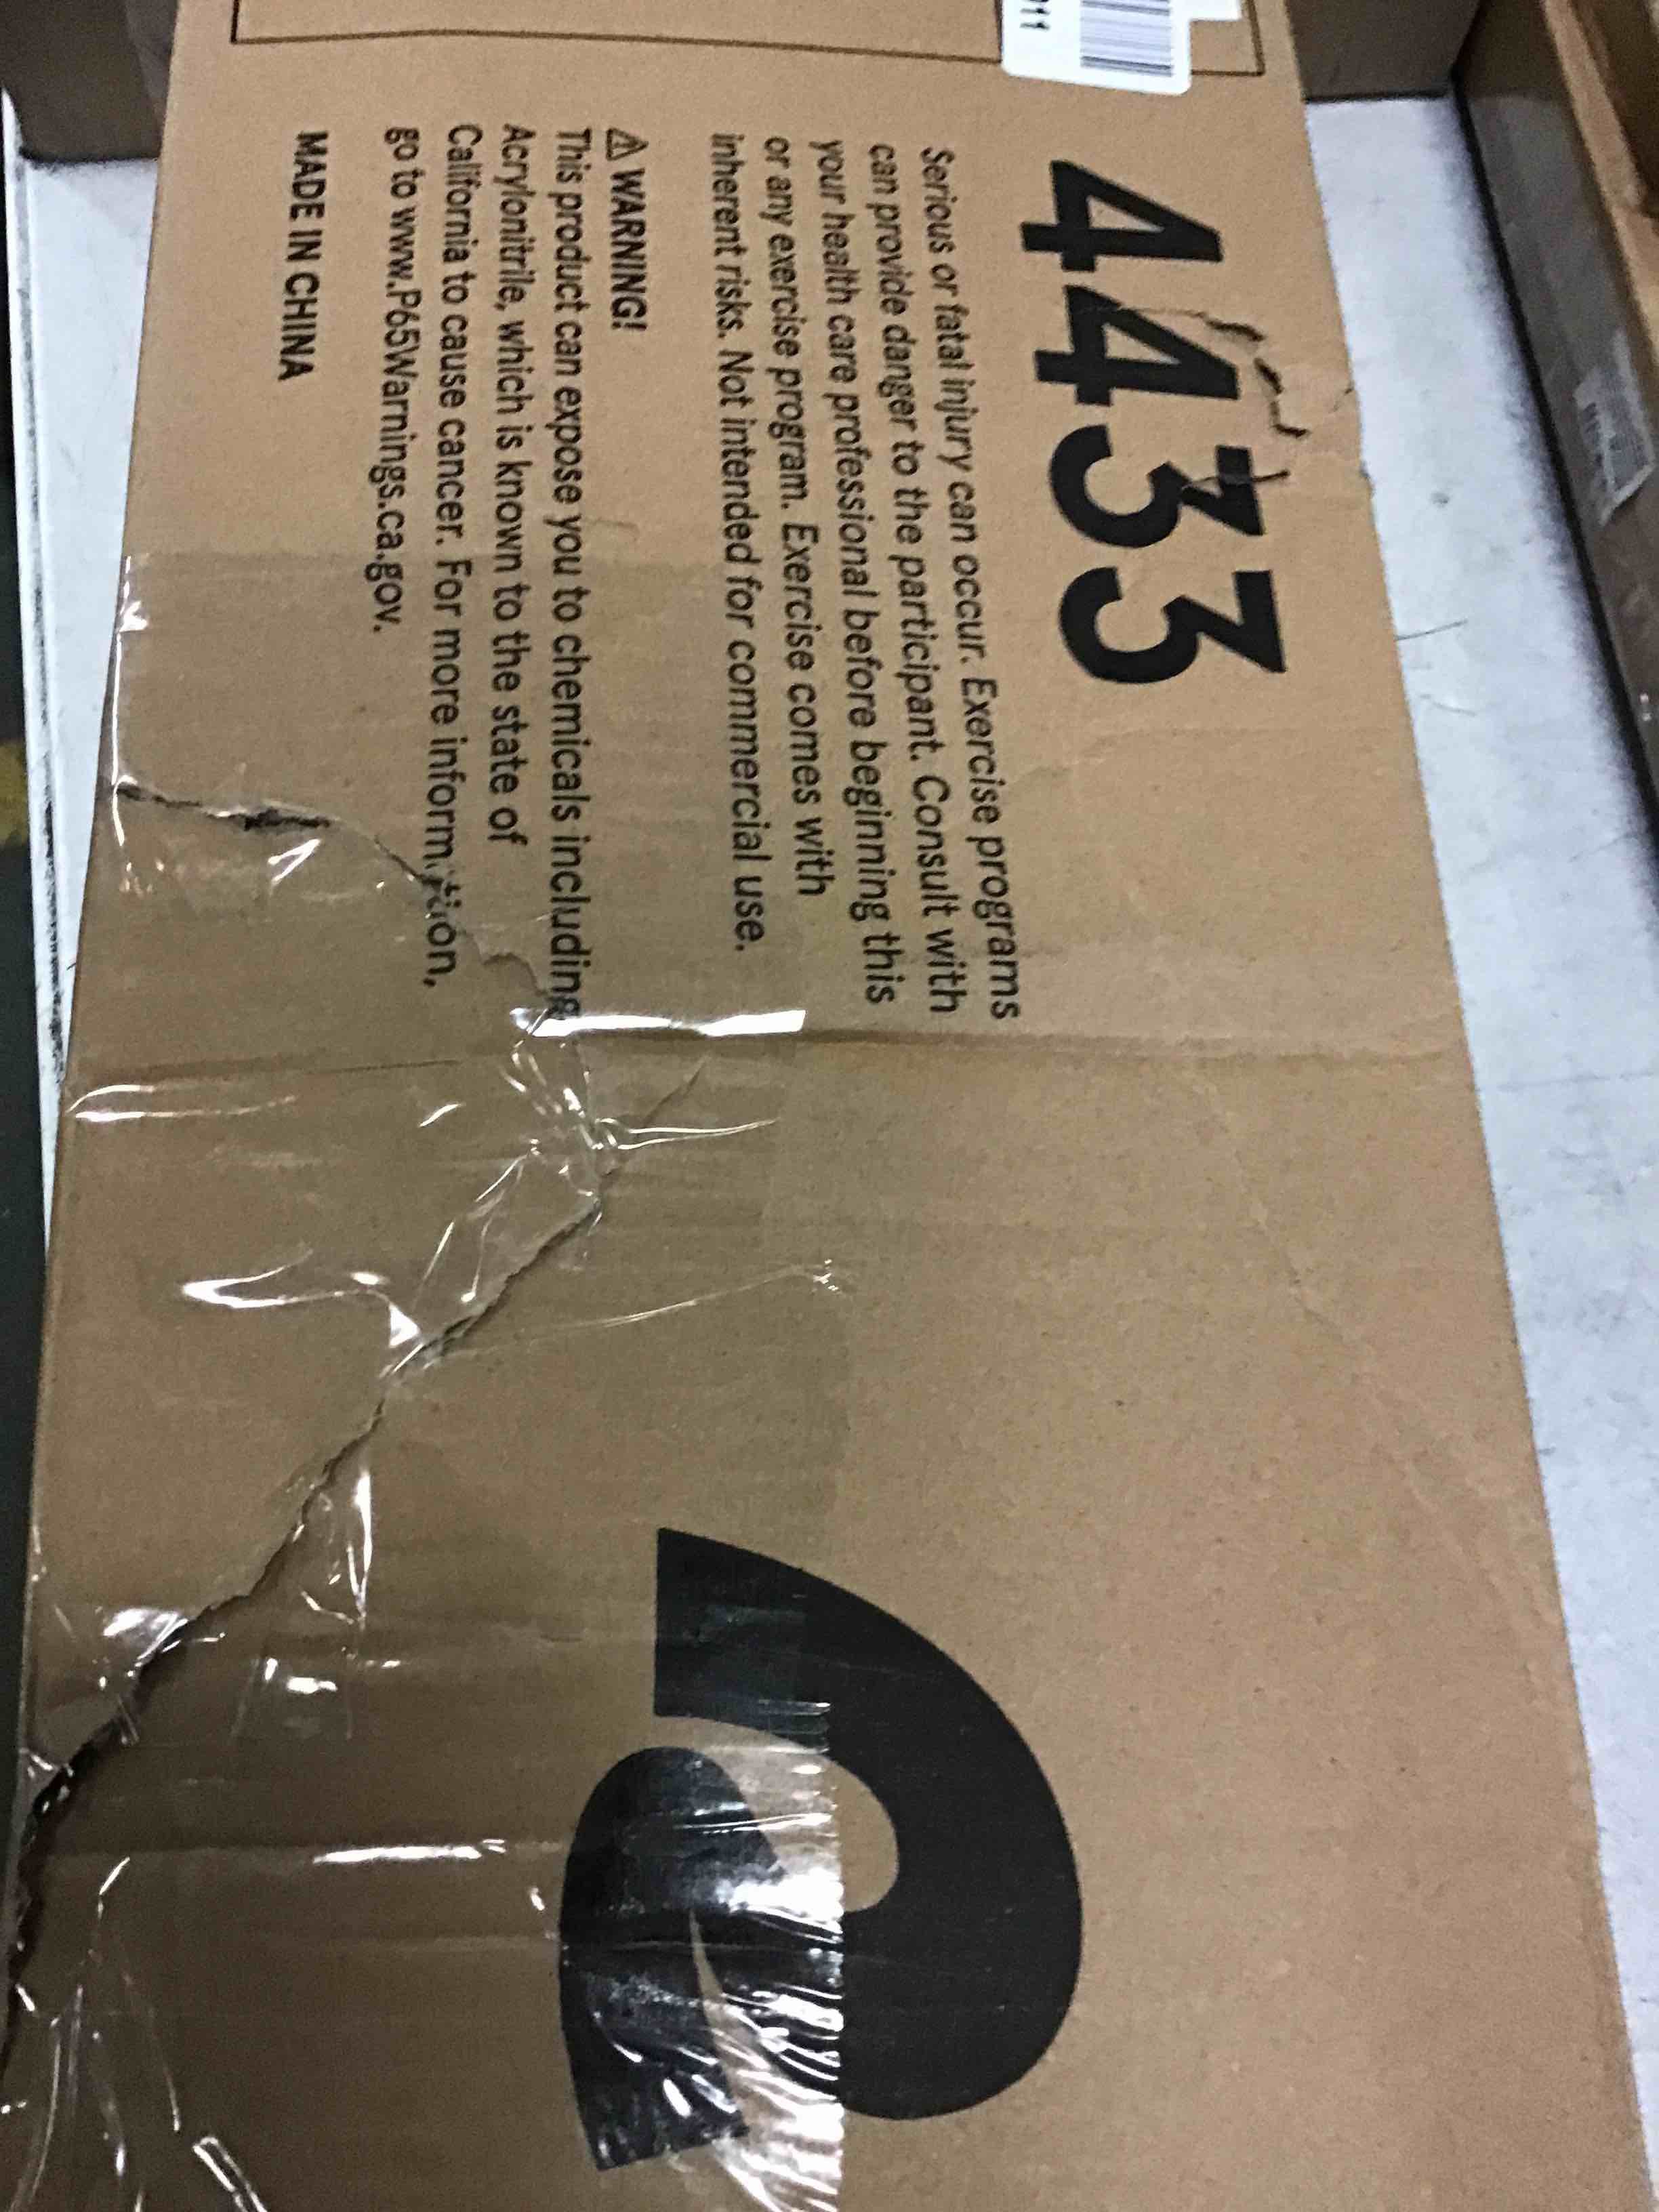 11
4433
Serious or fatal injury can occur. Exercise programs
can provide danger to the participant. Consult with
your health care professional before beginning this
or any exercise program. Exercise comes with
inherent risks. Not intended for commercial use.
⚠ WARNING!
This product can expose you to chemicals including
Acrylonitrile, which is known to the state of
California to cause cancer. For more information,
go to www.P65Warnings.ca.gov.
MADE IN CHINA